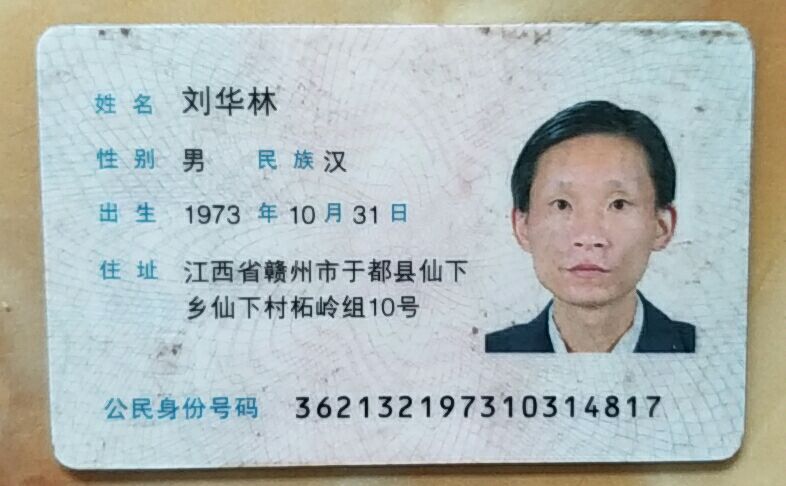 姓名 刘华林
性别 男 民族 汉
出生 1973 年 10 月 31 日
住址 江西省赣州市于都县仙下
乡仙下村柘岭组10号
公民身份号码 362132197310314817